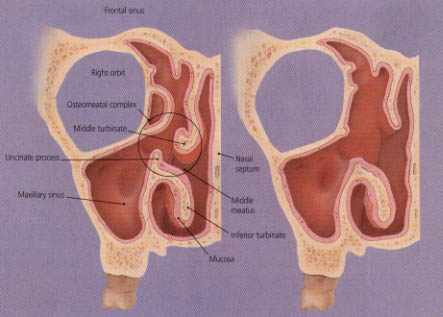 Frontal sinus
Right orbit
Osteomeatal complex
Middle turbinate
Uncinate process
Nasal
septum
Maxillary sinus
Middle
meatus
Inferior turbinate
Mucosa